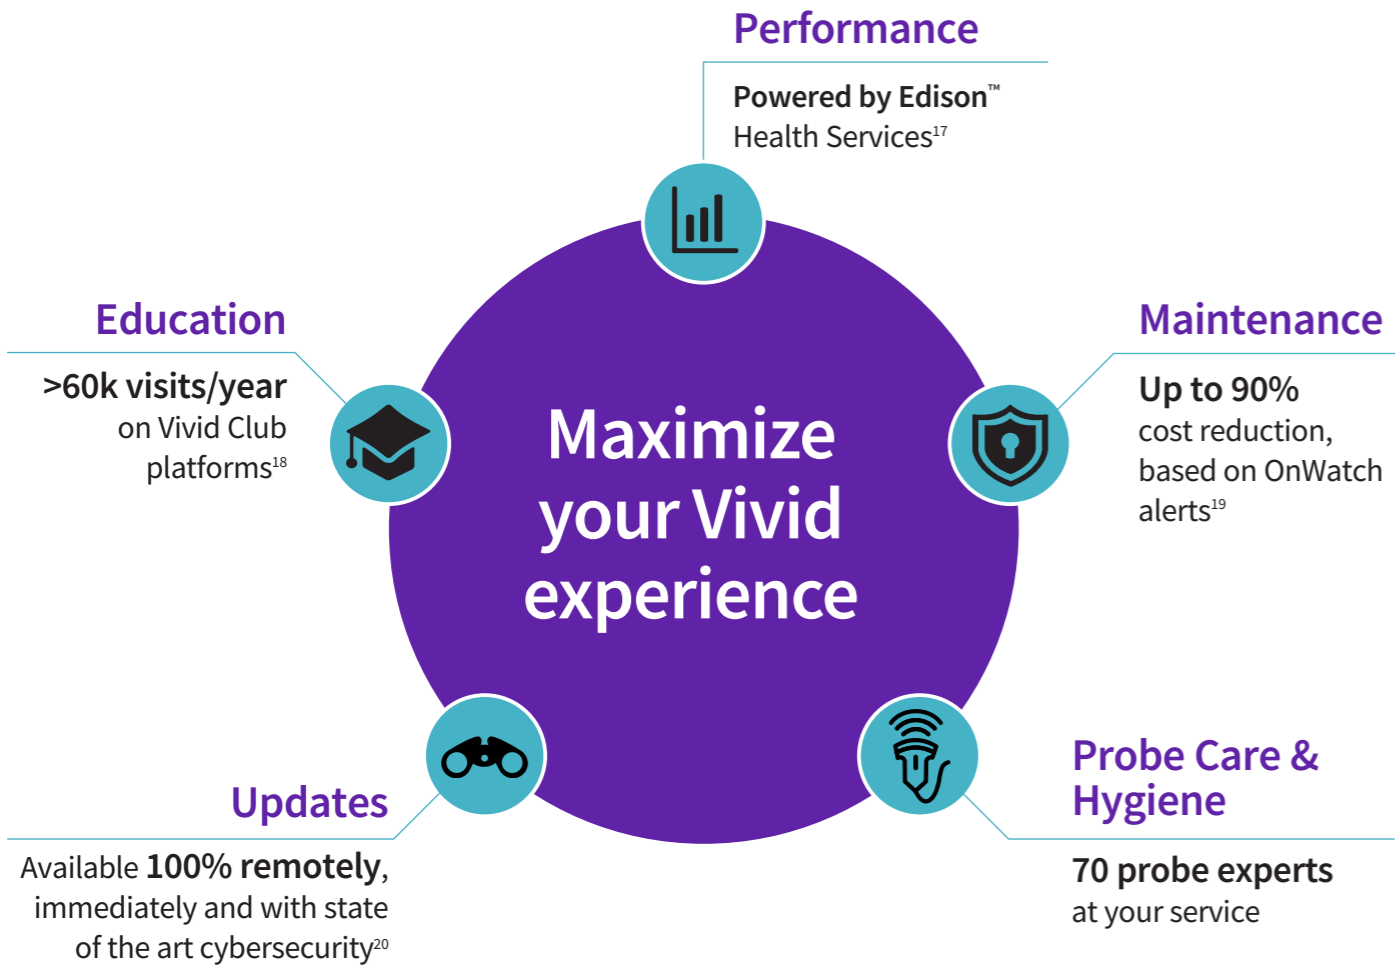 Performance
Powered by Edison™
Health Services17
Education
>60k visits/year
on Vivid Club
platforms18
Maintenance
Up to 90%
cost reduction,
based on OnWatch
alerts19
Maximize
your Vivid
experience
Updates
Available 100% remotely,
immediately and with state
of the art cybersecurity20
Probe Care &
Hygiene
70 probe experts
at your service